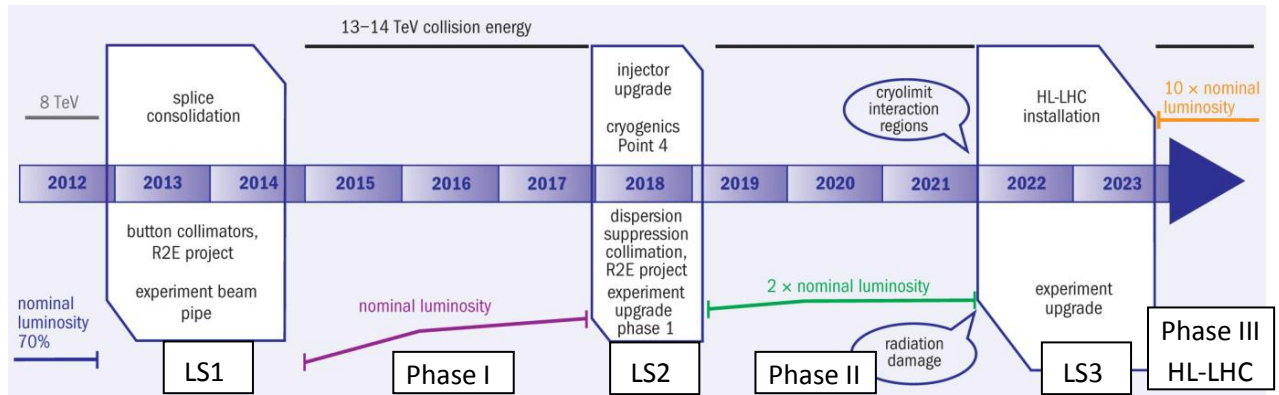 13–14 TeV collision energy
8 TeV
splice
consolidation
injector
upgrade
cryogenics
Point 4
cryolimit
interaction
regions
HL-LHC
installation
10 × nominal
luminosity
2012
2013
2014
2015
2016
2017
2018
2019
2020
2021
2022
2023
button collimators,
R2E project
experiment beam
pipe
dispersion
suppression
collimation,
R2E project
experiment
upgrade
phase 1
nominal
luminosity
70%
nominal luminosity
2 × nominal luminosity
radiation
damage
experiment
upgrade
LS1
Phase I
LS2
Phase II
LS3
Phase III
HL-LHC